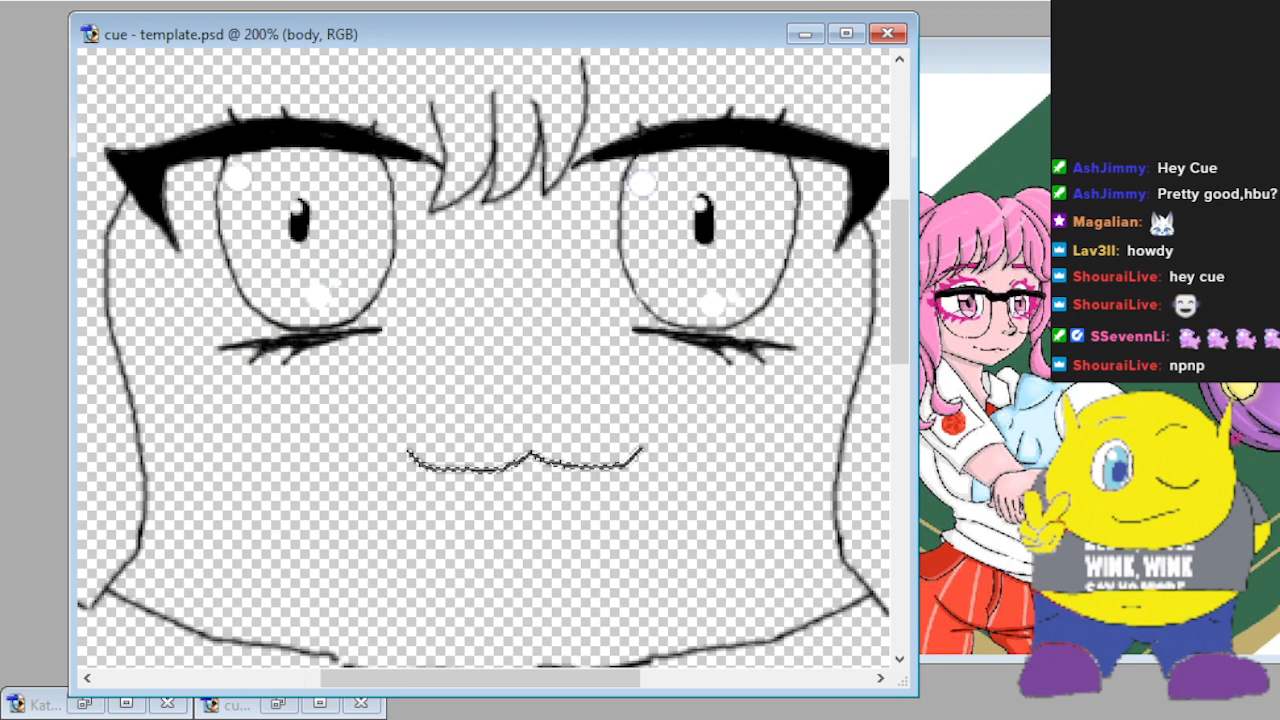 cue - template.psd @ 200% (body, RGB)
AshJimmy: Hey Cue
AshJimmy: Pretty good,hbu?
Magalian:
Lav3ll: howdy
ShouraiLive: hey cue
ShouraiLive:
SSevennLi:
ShouraiLive: npnp
WINK, WINK
Kat...
cu...